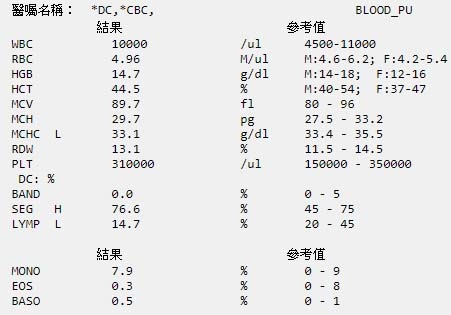 醫囑名稱： *DC,*CBC, BLOOD_PU
結果 參考值
WBC 10000 /ul 4500-11000
RBC 4.96 M/ul M:4.6-6.2; F:4.2-5.4
HGB 14.7 g/dl M:14-18; F:12-16
HCT 44.5 % M:40-54; F:37-47
MCV 89.7 fl 80 - 96
MCH 29.7 pg 27.5 - 33.2
MCHC L 33.1 g/dl 33.4 - 35.5
RDW 13.1 % 11.5 - 14.5
PLT 310000 /ul 150000 - 350000
DC: %
BAND 0.0 % 0 - 5
SEG H 76.6 % 45 - 75
LYMP L 14.7 % 20 - 45
結果 參考值
MONO 7.9 % 0 - 9
EOS 0.3 % 0 - 8
BASO 0.5 % 0 - 1